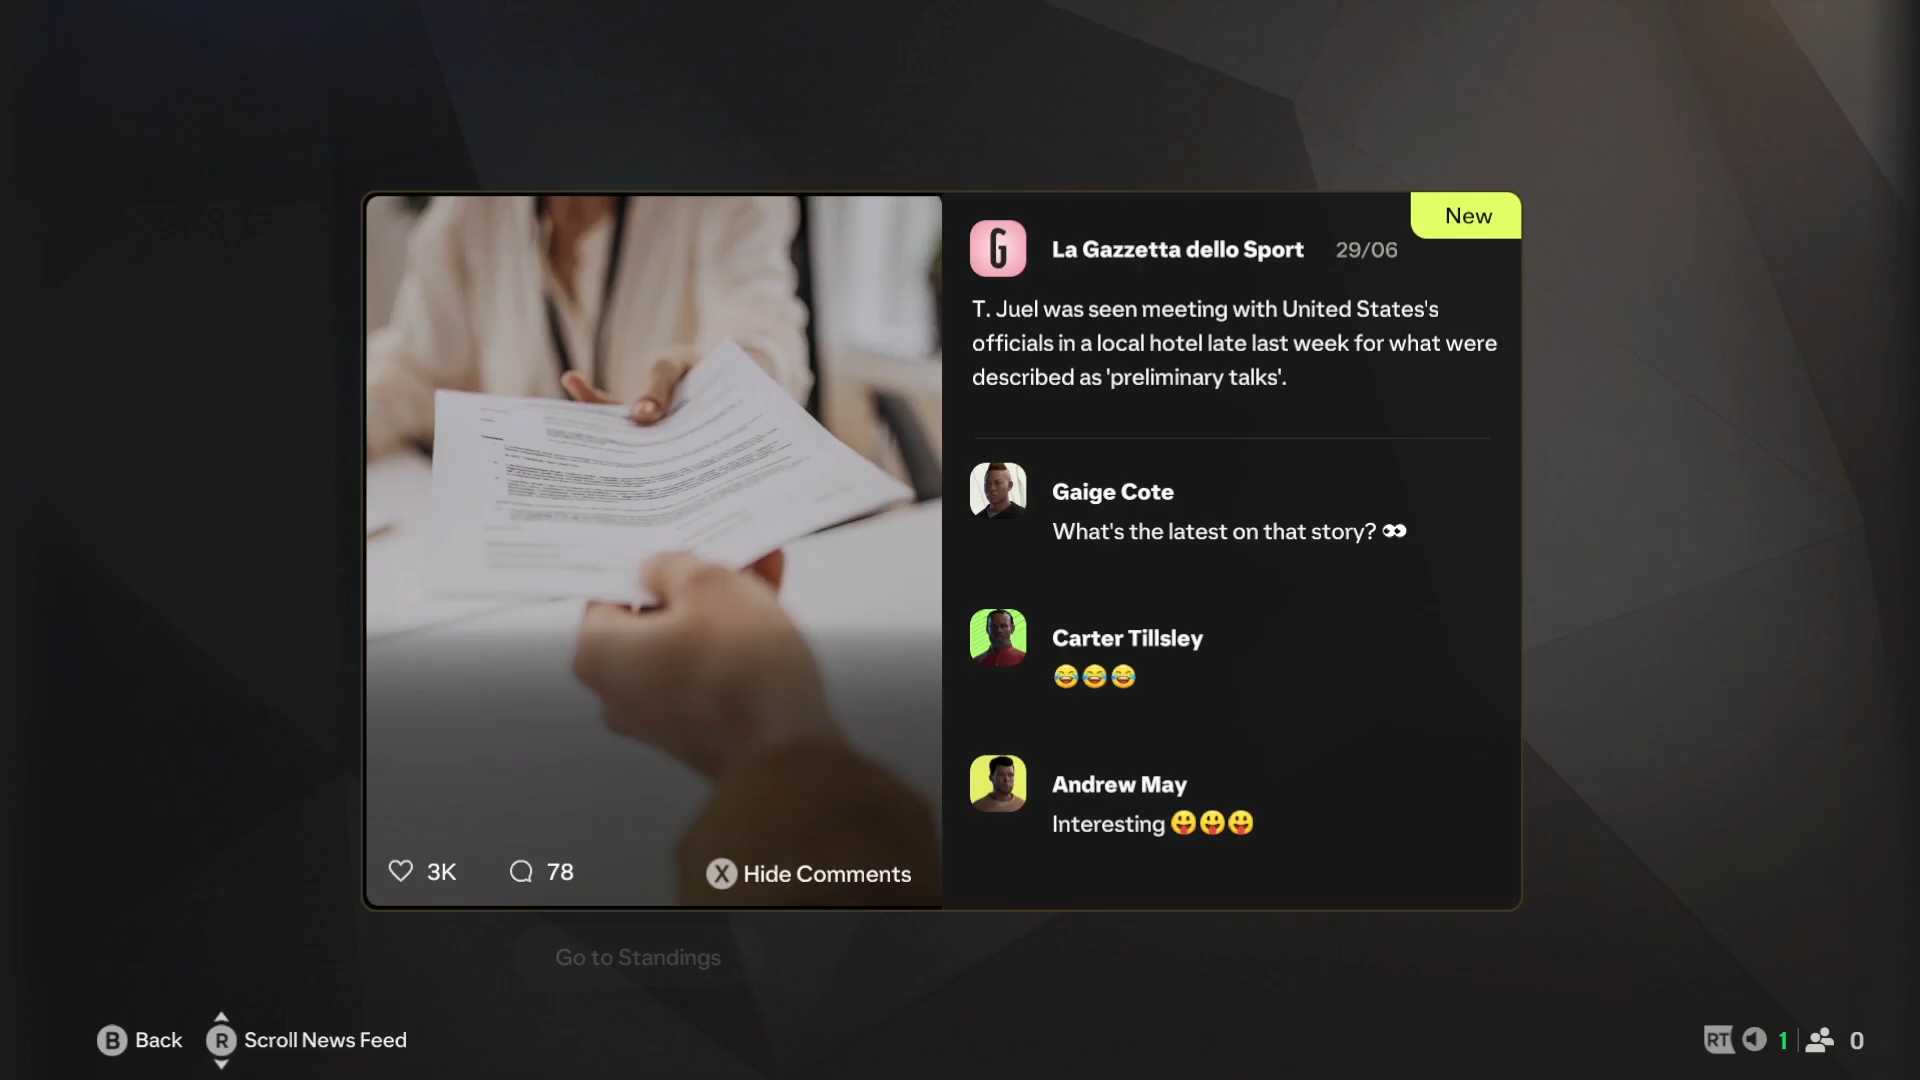 New
G
La Gazzetta dello Sport 29/06
T. Juel was seen meeting with United States's
officials in a local hotel late last week for what were
described as 'preliminary talks'.
Gaige Cote
What's the latest on that story? 👀
Carter Tillsley
😂😂😂
Andrew May
Interesting 😛😛😛
3K 78 X Hide Comments
Go to Standings
B Back R Scroll News Feed
RT 1 0